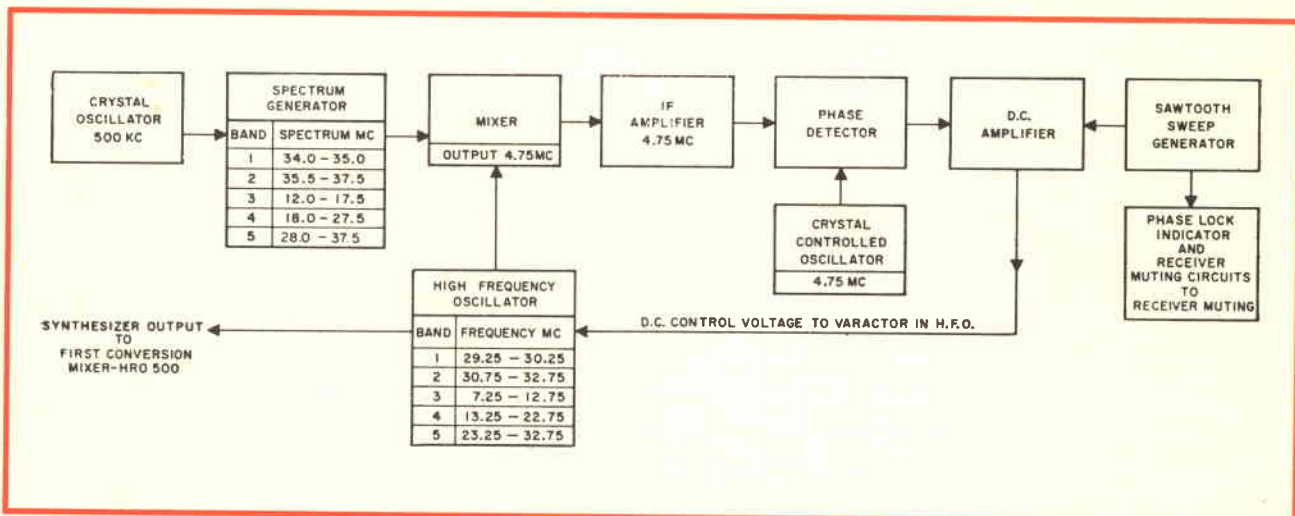 CRYSTAL
OSCILLATOR
500 KC
SPECTRUM
GENERATOR
BAND SPECTRUM MC
1 34.0 – 35.0
2 35.5 – 37.5
3 12.0 – 17.5
4 18.0 – 27.5
5 28.0 – 37.5
MIXER
OUTPUT 4.75MC
IF
AMPLIFIER
4.75 MC
PHASE
DETECTOR
D.C.
AMPLIFIER
SAWTOOTH
SWEEP
GENERATOR
CRYSTAL
CONTROLLED
OSCILLATOR
4.75 MC
PHASE LOCK
INDICATOR
AND
RECEIVER
MUTING CIRCUITS
TO
RECEIVER MUTING
HIGH FREQUENCY
OSCILLATOR
BAND FREQUENCY MC
1 29.25 – 30.25
2 30.75 – 32.75
3 7.25 – 12.75
4 13.25 – 22.75
5 23.25 – 32.75
D.C. CONTROL VOLTAGE TO VARACTOR IN H.F.O.
SYNTHESIZER OUTPUT
TO
FIRST CONVERSION
MIXER-HRO 500